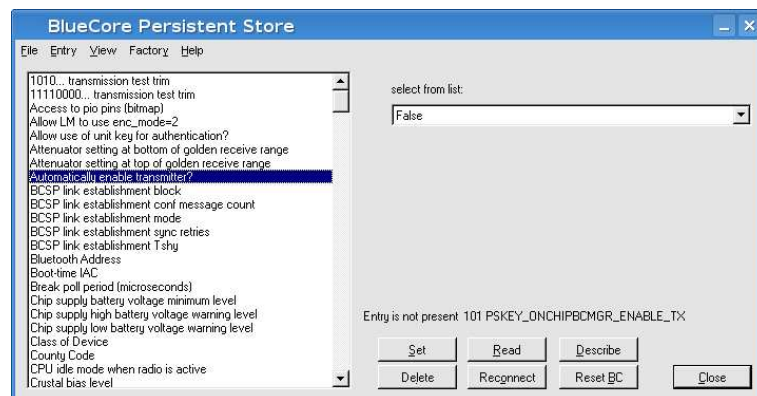 BlueCore Persistent Store
File Entry View Factory Help
1010... transmission test trim
11110000... transmission test trim
Access to pio pins (bitmap)
Allow LM to use enc_mode=2
Allow use of unit key for authentication?
Attenuator setting at bottom of golden receive range
Attenuator setting at top of golden receive range
Automatically enable transmitter?
BCSP link establishment block
BCSP link establishment conf message count
BCSP link establishment mode
BCSP link establishment sync retries
BCSP link establishment Tshy
Bluetooth Address
Boot-time IAC
Break poll period (microseconds)
Chip supply battery voltage minimum level
Chip supply high battery voltage warning level
Chip supply low battery voltage warning level
Class of Device
County Code
CPU idle mode when radio is active
Crystal bias level
select from list:
False
Entry is not present 101 PSKEY_ONCHIPBCMGR_ENABLE_TX
Set Read Describe
Delete Reconnect Reset BC Close